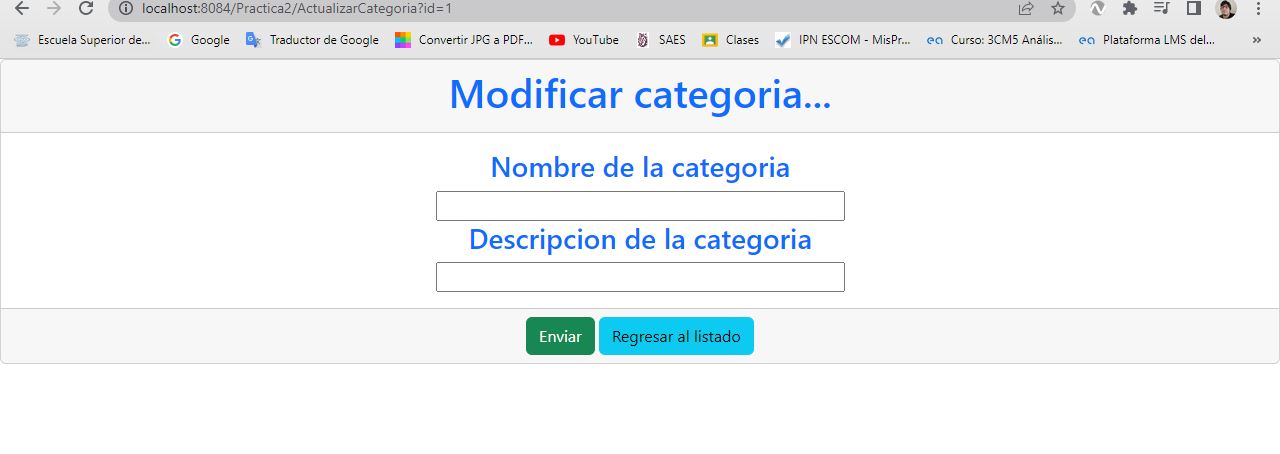 localhost:8084/Practica2/ActualizarCategoria?id=1
Escuela Superior de... Google Traductor de Google Convertir JPG a PDF... YouTube SAES Clases IPN ESCOM - MisPr... Curso: 3CM5 Anális... Plataforma LMS del... »
Modificar categoria...
Nombre de la categoria
Descripcion de la categoria
Enviar Regresar al listado